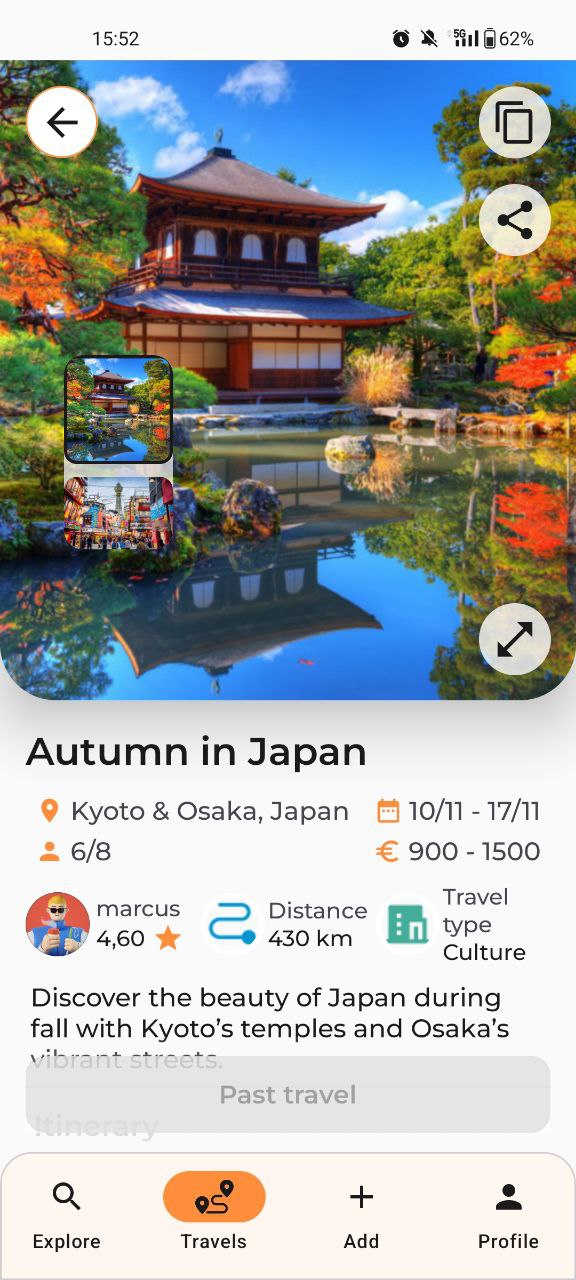 15:52
5G 62%
Autumn in Japan
Kyoto & Osaka, Japan 10/11 - 17/11
6/8 € 900 - 1500
marcus
4,60
Distance
430 km
Travel
type
Culture
Discover the beauty of Japan during
fall with Kyoto’s temples and Osaka’s
vibrant streets.
Past travel
Itinerary
Explore Travels Add Profile